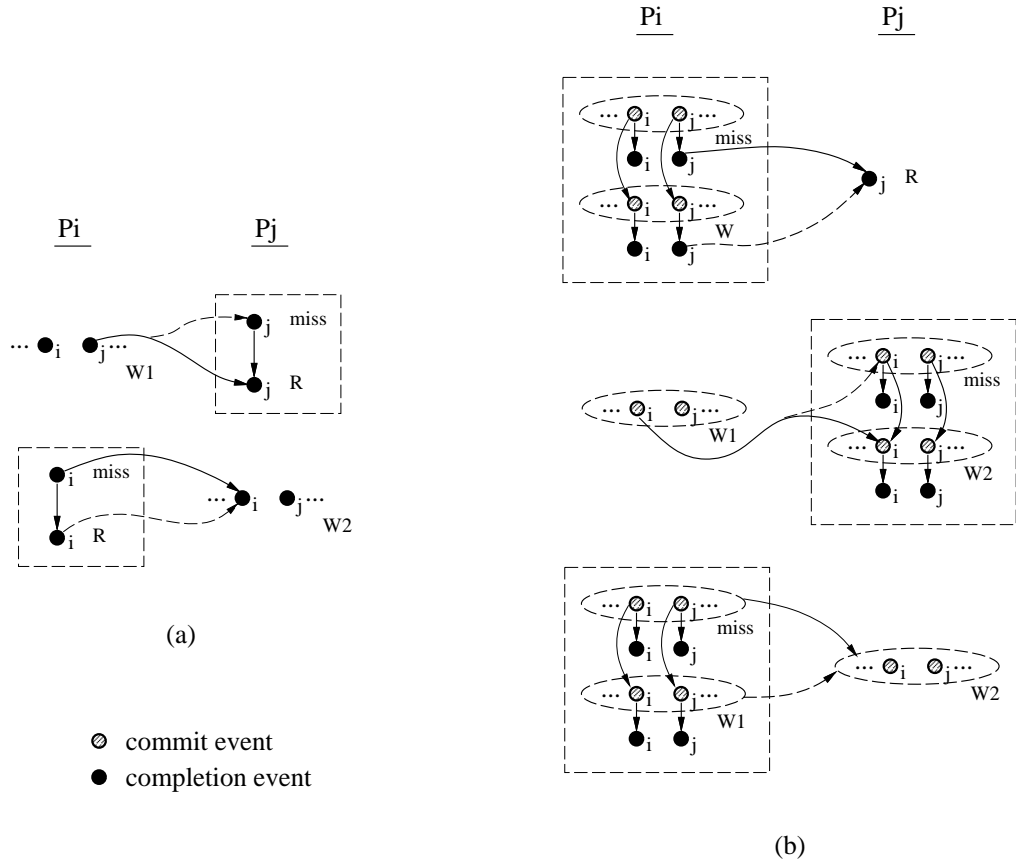 Pi Pj
... i j ...
miss
... i j ...
W
i j
j R
Pi Pj
... i j ...
W1
j miss
j R
i miss
i R
... i j ...
W2
... i j ...
W1
... i j ...
miss
i j
... i j ...
W2
i j
... i j ...
miss
i j
... i j ...
W1
i j
... i j ...
W2
(a)
commit event
completion event
(b)